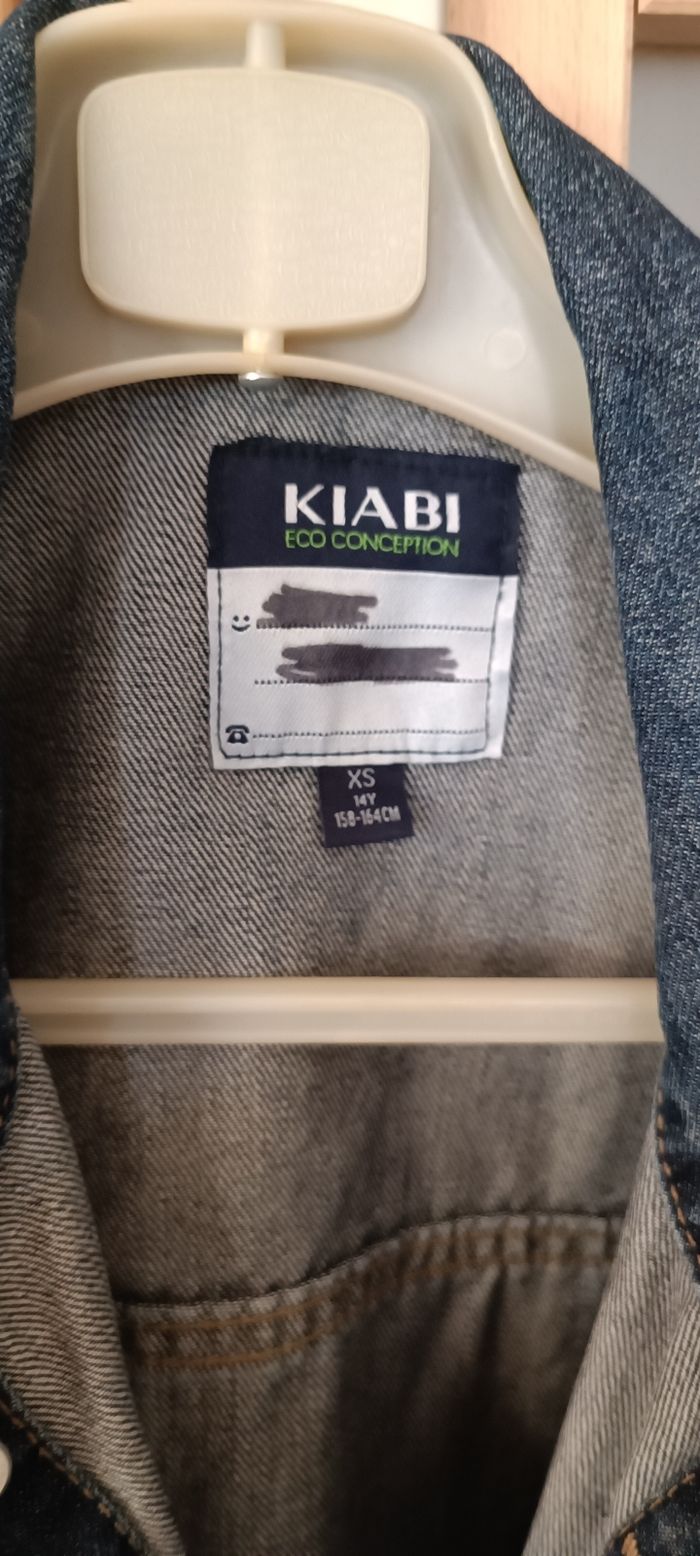 KIABI
ECO CONCEPTION
XS
14Y
158-164CM